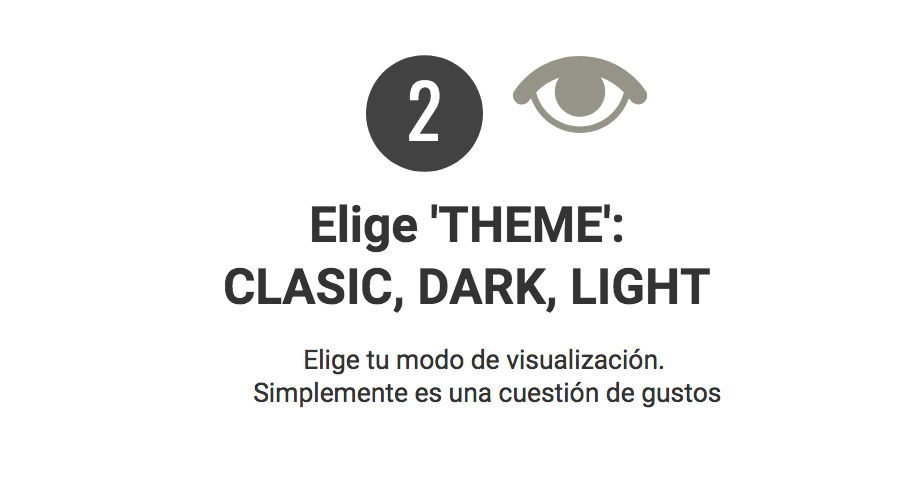 2
Elige 'THEME':
CLASIC, DARK, LIGHT
Elige tu modo de visualización.
Simplemente es una cuestión de gustos